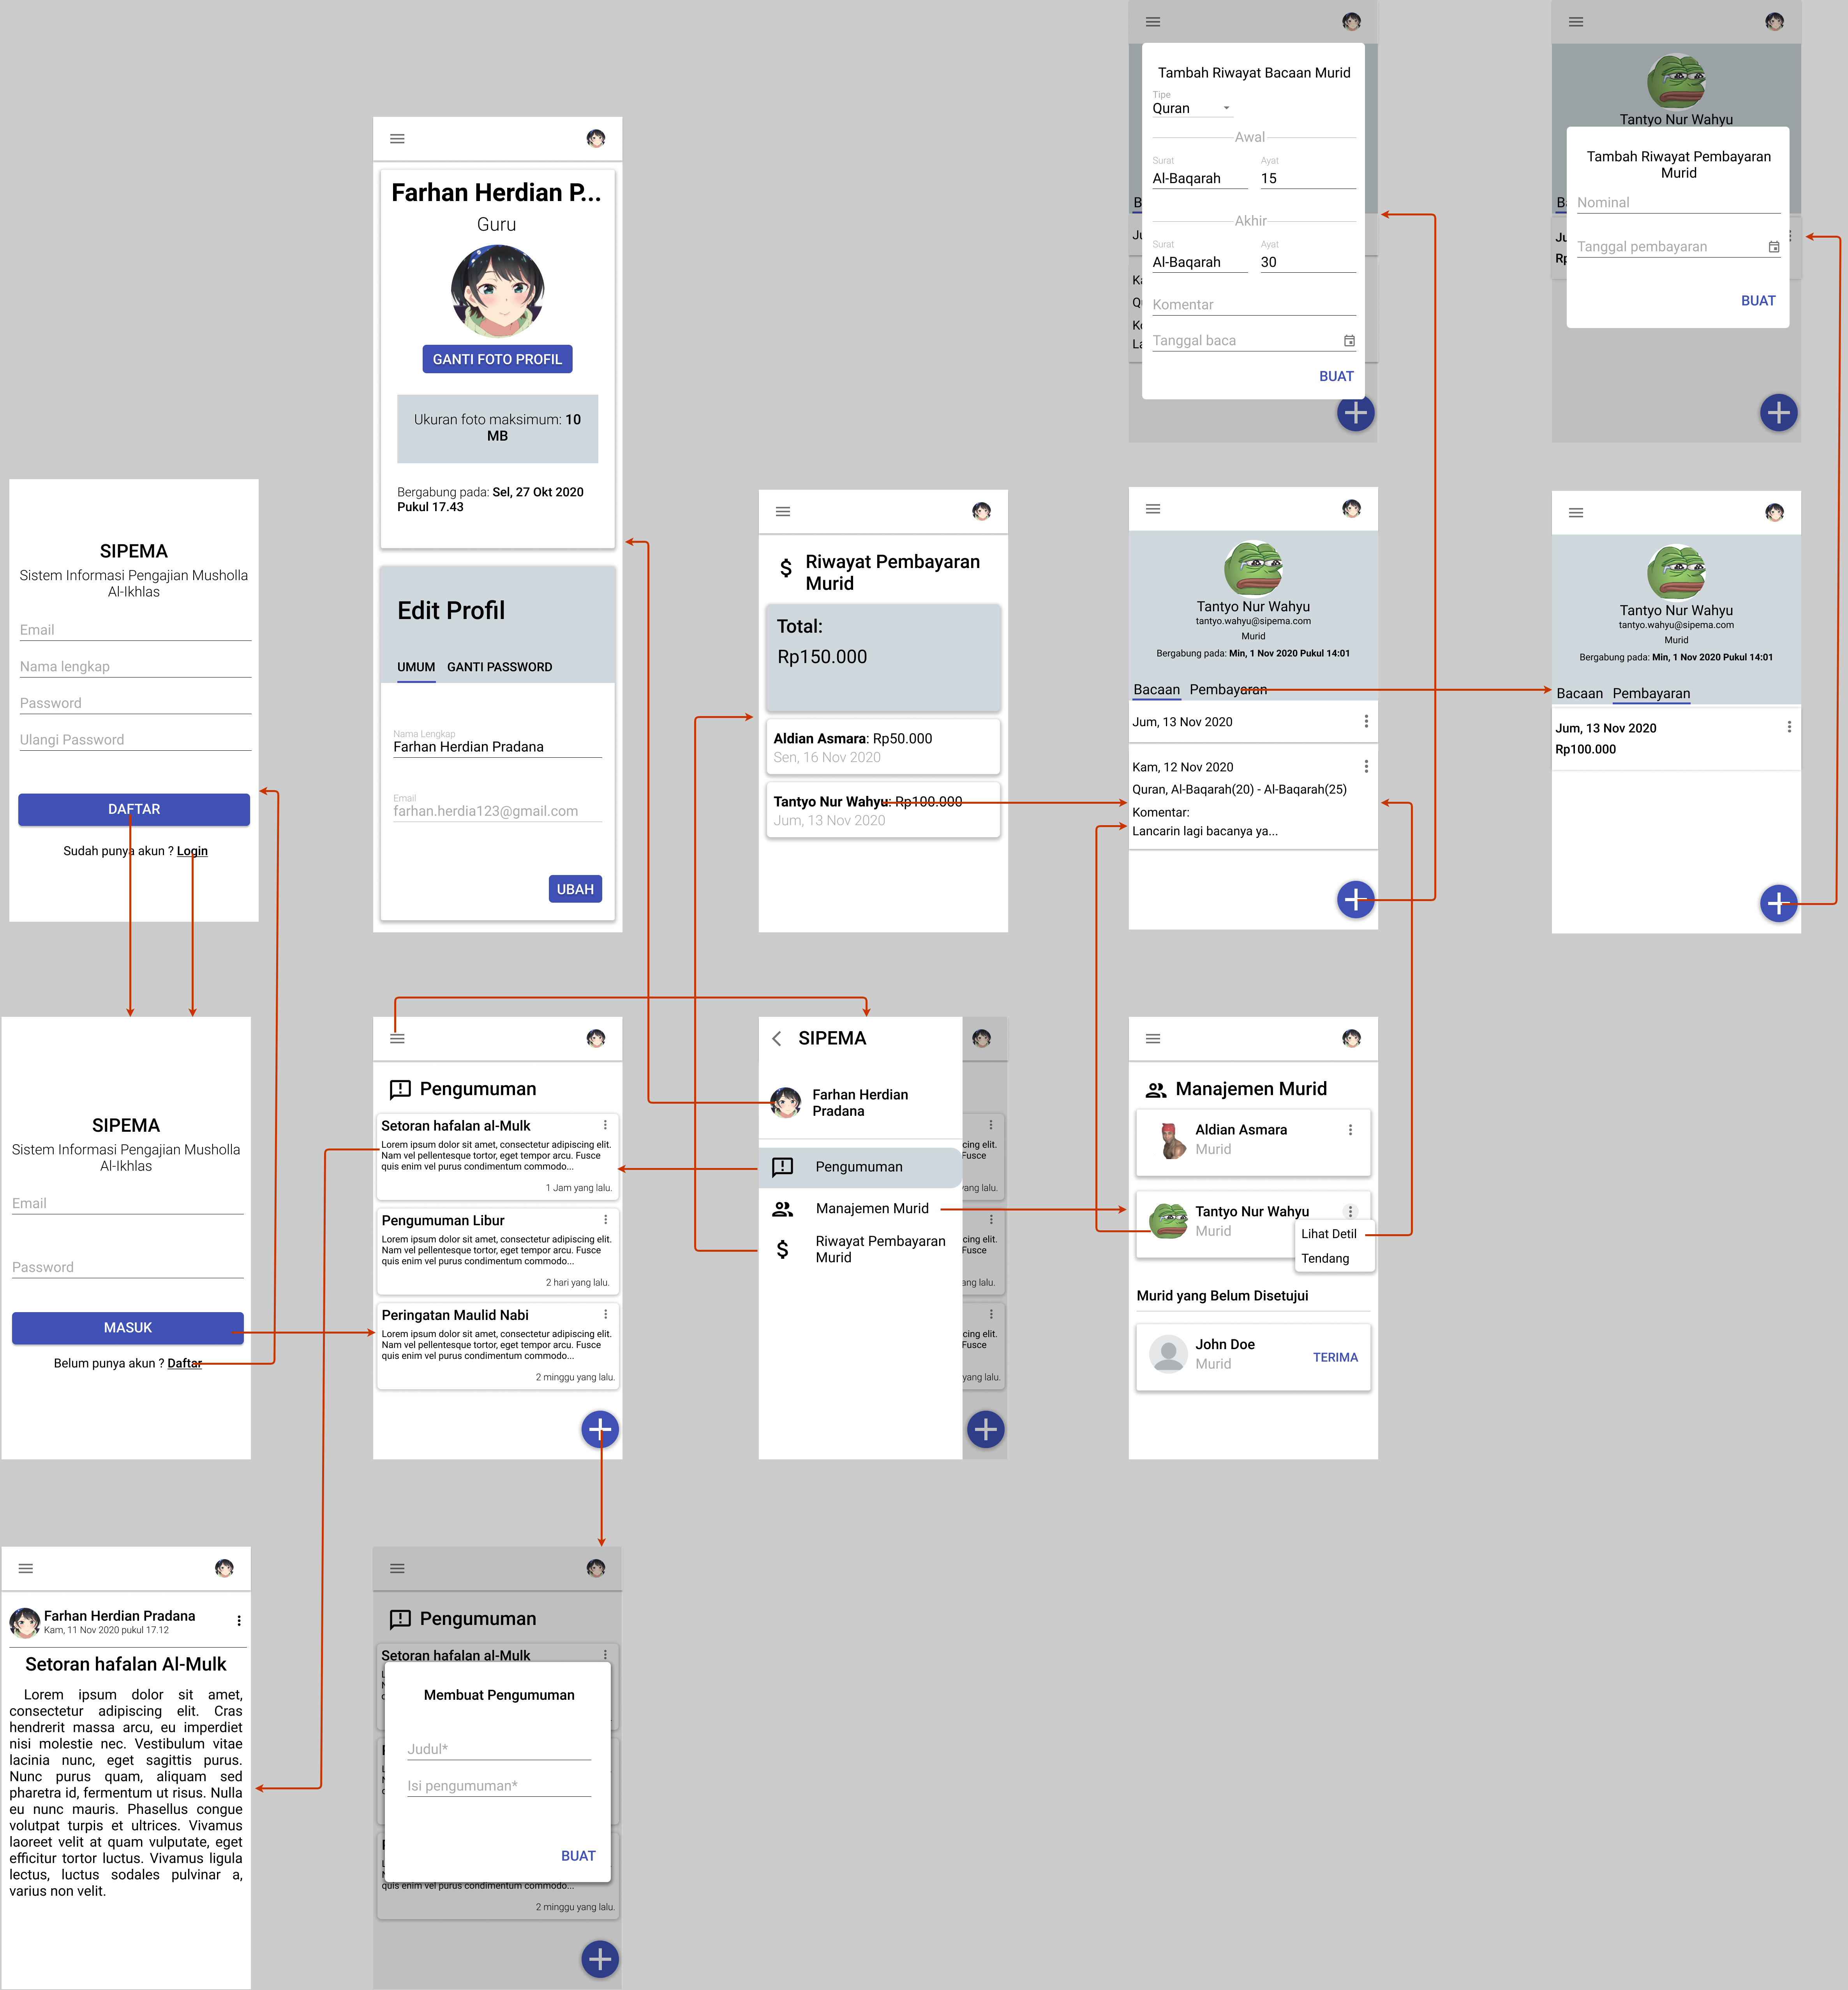 Tambah Riwayat Bacaan Murid
Tipe
Quran
Awal
Surat
Ayat
Al-Baqarah
15
Akhir
Surat
Ayat
Al-Baqarah
30
Komentar
Tanggal baca
BUAT
B
Ju
Ka
Q
Ko
La
Tantyo Nur Wahyu
Tambah Riwayat Pembayaran
Murid
Nominal
Tanggal pembayaran
BUAT
B
Ju
Rp
Farhan Herdian P...
Guru
GANTI FOTO PROFIL
Ukuran foto maksimum: 10
MB
Bergabung pada: Sel, 27 Okt 2020
Pukul 17.43
Edit Profil
UMUM GANTI PASSWORD
Nama Lengkap
Farhan Herdian Pradana
Email
farhan.herdia123@gmail.com
UBAH
SIPEMA
Sistem Informasi Pengajian Musholla
Al-Ikhlas
Email
Nama lengkap
Password
Ulangi Password
DAFTAR
Sudah punya akun ? Login
Riwayat Pembayaran
Murid
Total:
Rp150.000
Aldian Asmara: Rp50.000
Sen, 16 Nov 2020
Tantyo Nur Wahyu: Rp100.000
Jum, 13 Nov 2020
Tantyo Nur Wahyu
tantyo.wahyu@sipema.com
Murid
Bergabung pada: Min, 1 Nov 2020 Pukul 14:01
Bacaan Pembayaran
Jum, 13 Nov 2020
Kam, 12 Nov 2020
Quran, Al-Baqarah(20) - Al-Baqarah(25)
Komentar:
Lancarin lagi bacanya ya...
Tantyo Nur Wahyu
tantyo.wahyu@sipema.com
Murid
Bergabung pada: Min, 1 Nov 2020 Pukul 14:01
Bacaan Pembayaran
Jum, 13 Nov 2020
Rp100.000
SIPEMA
Sistem Informasi Pengajian Musholla
Al-Ikhlas
Email
Password
MASUK
Belum punya akun ? Daftar
Pengumuman
Setoran hafalan al-Mulk
Lorem ipsum dolor sit amet, consectetur adipiscing elit.
Nam vel pellentesque tortor, eget tempor arcu. Fusce
quis enim vel purus condimentum commodo...
1 Jam yang lalu.
Pengumuman Libur
Lorem ipsum dolor sit amet, consectetur adipiscing elit.
Nam vel pellentesque tortor, eget tempor arcu. Fusce
quis enim vel purus condimentum commodo...
2 hari yang lalu.
Peringatan Maulid Nabi
Lorem ipsum dolor sit amet, consectetur adipiscing elit.
Nam vel pellentesque tortor, eget tempor arcu. Fusce
quis enim vel purus condimentum commodo...
2 minggu yang lalu.
SIPEMA
Farhan Herdian
Pradana
Pengumuman
Manajemen Murid
Riwayat Pembayaran
Murid
cing elit.
Fusce
yang lalu.
cing elit.
Fusce
ang lalu.
cing elit.
Fusce
yang lalu.
Manajemen Murid
Aldian Asmara
Murid
Tantyo Nur Wahyu
Murid
Lihat Detil
Tendang
Murid yang Belum Disetujui
John Doe
Murid
TERIMA
Farhan Herdian Pradana
Kam, 11 Nov 2020 pukul 17.12
Setoran hafalan Al-Mulk
Lorem ipsum dolor sit amet,
consectetur adipiscing elit. Cras
hendrerit massa arcu, eu imperdiet
nisi molestie nec. Vestibulum vitae
lacinia nunc, eget sagittis purus.
Nunc purus quam, aliquam sed
pharetra id, fermentum ut risus. Nulla
eu nunc mauris. Phasellus congue
volutpat turpis et ultrices. Vivamus
laoreet velit at quam vulputate, eget
efficitur tortor luctus. Vivamus ligula
lectus, luctus sodales pulvinar a,
varius non velit.
Pengumuman
Setoran hafalan al-Mulk
Membuat Pengumuman
Judul*
Isi pengumuman*
BUAT
quis enim vel purus condimentum commodo...
2 minggu yang lalu.